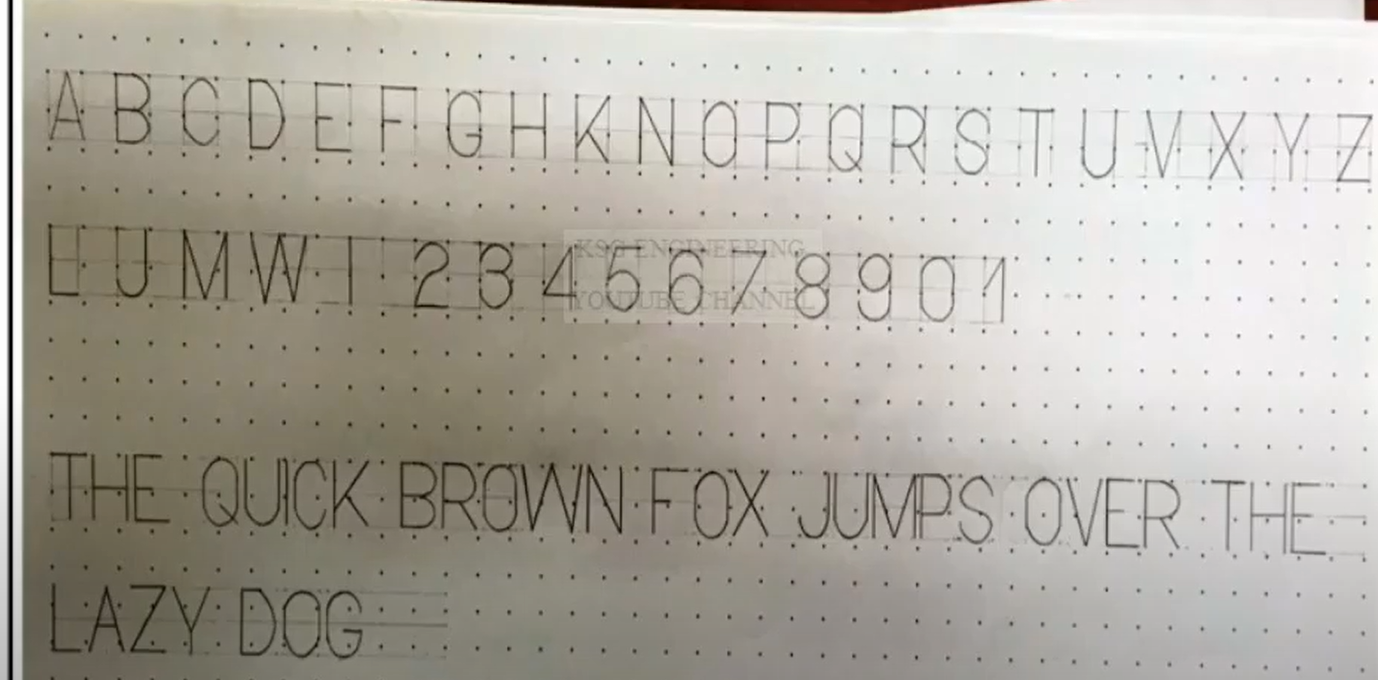 A B C D E F G H K N O P Q R S T U V X Y Z
L J M W I 2 3 4 5 6 7 8 9 0 1
KSG ENGINEERING
YOUTUBE CHANNEL
THE QUICK BROWN FOX JUMPS OVER THE
LAZY DOG